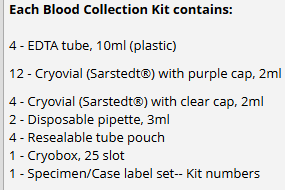 Each Blood Collection Kit contains:
4 - EDTA tube, 10ml (plastic)
12 - Cryovial (Sarstedt®) with purple cap, 2ml
4 - Cryovial (Sarstedt®) with clear cap, 2ml
2 - Disposable pipette, 3ml
4 - Resealable tube pouch
1 - Cryobox, 25 slot
1 - Specimen/Case label set-- Kit numbers